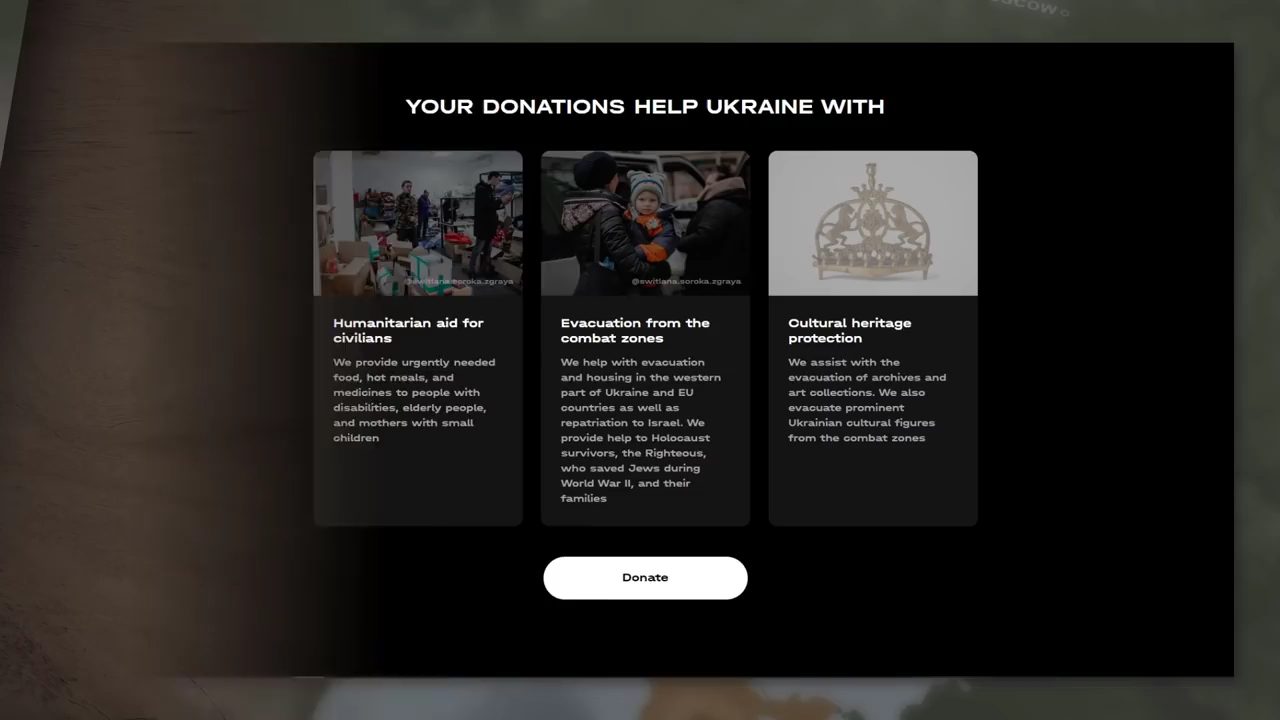 YOUR DONATIONS HELP UKRAINE WITH
@switlana.soroka.zgraya
@switlana.soroka.zgraya
Humanitarian aid for
civilians
We provide urgently needed
food, hot meals, and
medicines to people with
disabilities, elderly people,
and mothers with small
children
Evacuation from the
combat zones
We help with evacuation
and housing in the western
part of Ukraine and EU
countries as well as
repatriation to Israel. We
provide help to Holocaust
survivors, the Righteous,
who saved Jews during
World War II, and their
families
Cultural heritage
protection
We assist with the
evacuation of archives and
art collections. We also
evacuate prominent
Ukrainian cultural figures
from the combat zones
Donate